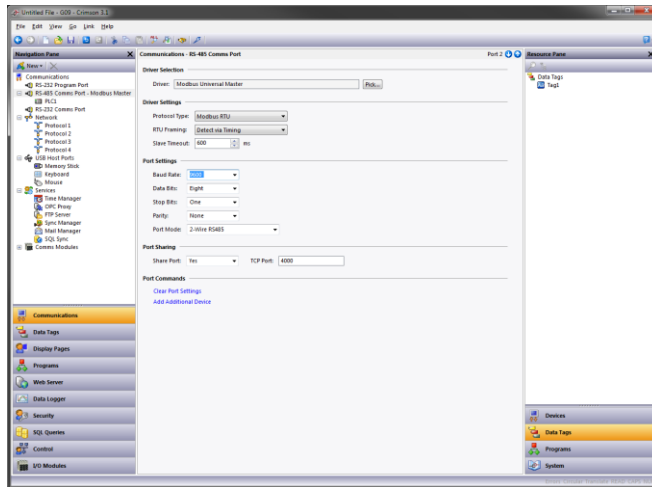 Untitled File - G09 - Crimson 3.1
File Edit View Go Link Help
Navigation Pane
New
Communications
RS-232 Program Port
RS-485 Comms Port - Modbus Master
PLC1
RS-232 Comms Port
Network
Protocol 1
Protocol 2
Protocol 3
Protocol 4
USB Host Ports
Memory Stick
Keyboard
Mouse
Services
Time Manager
OPC Proxy
FTP Server
Sync Manager
Mail Manager
SQL Sync
Comms Modules
Communications
Data Tags
Display Pages
Programs
Web Server
Data Logger
Security
SQL Queries
Control
I/O Modules
Communications - RS-485 Comms Port
Port 2
Driver Selection
Driver: Modbus Universal Master Pick...
Driver Settings
Protocol Type: Modbus RTU
RTU Framing: Detect via Timing
Slave Timeout: 600 ms
Port Settings
Baud Rate: 9600
Data Bits: Eight
Stop Bits: One
Parity: None
Port Mode: 2-Wire RS485
Port Sharing
Share Port: Yes TCP Port: 4000
Port Commands
Clear Port Settings
Add Additional Device
Resource Pane
Data Tags
Tag1
Devices
Data Tags
Programs
System